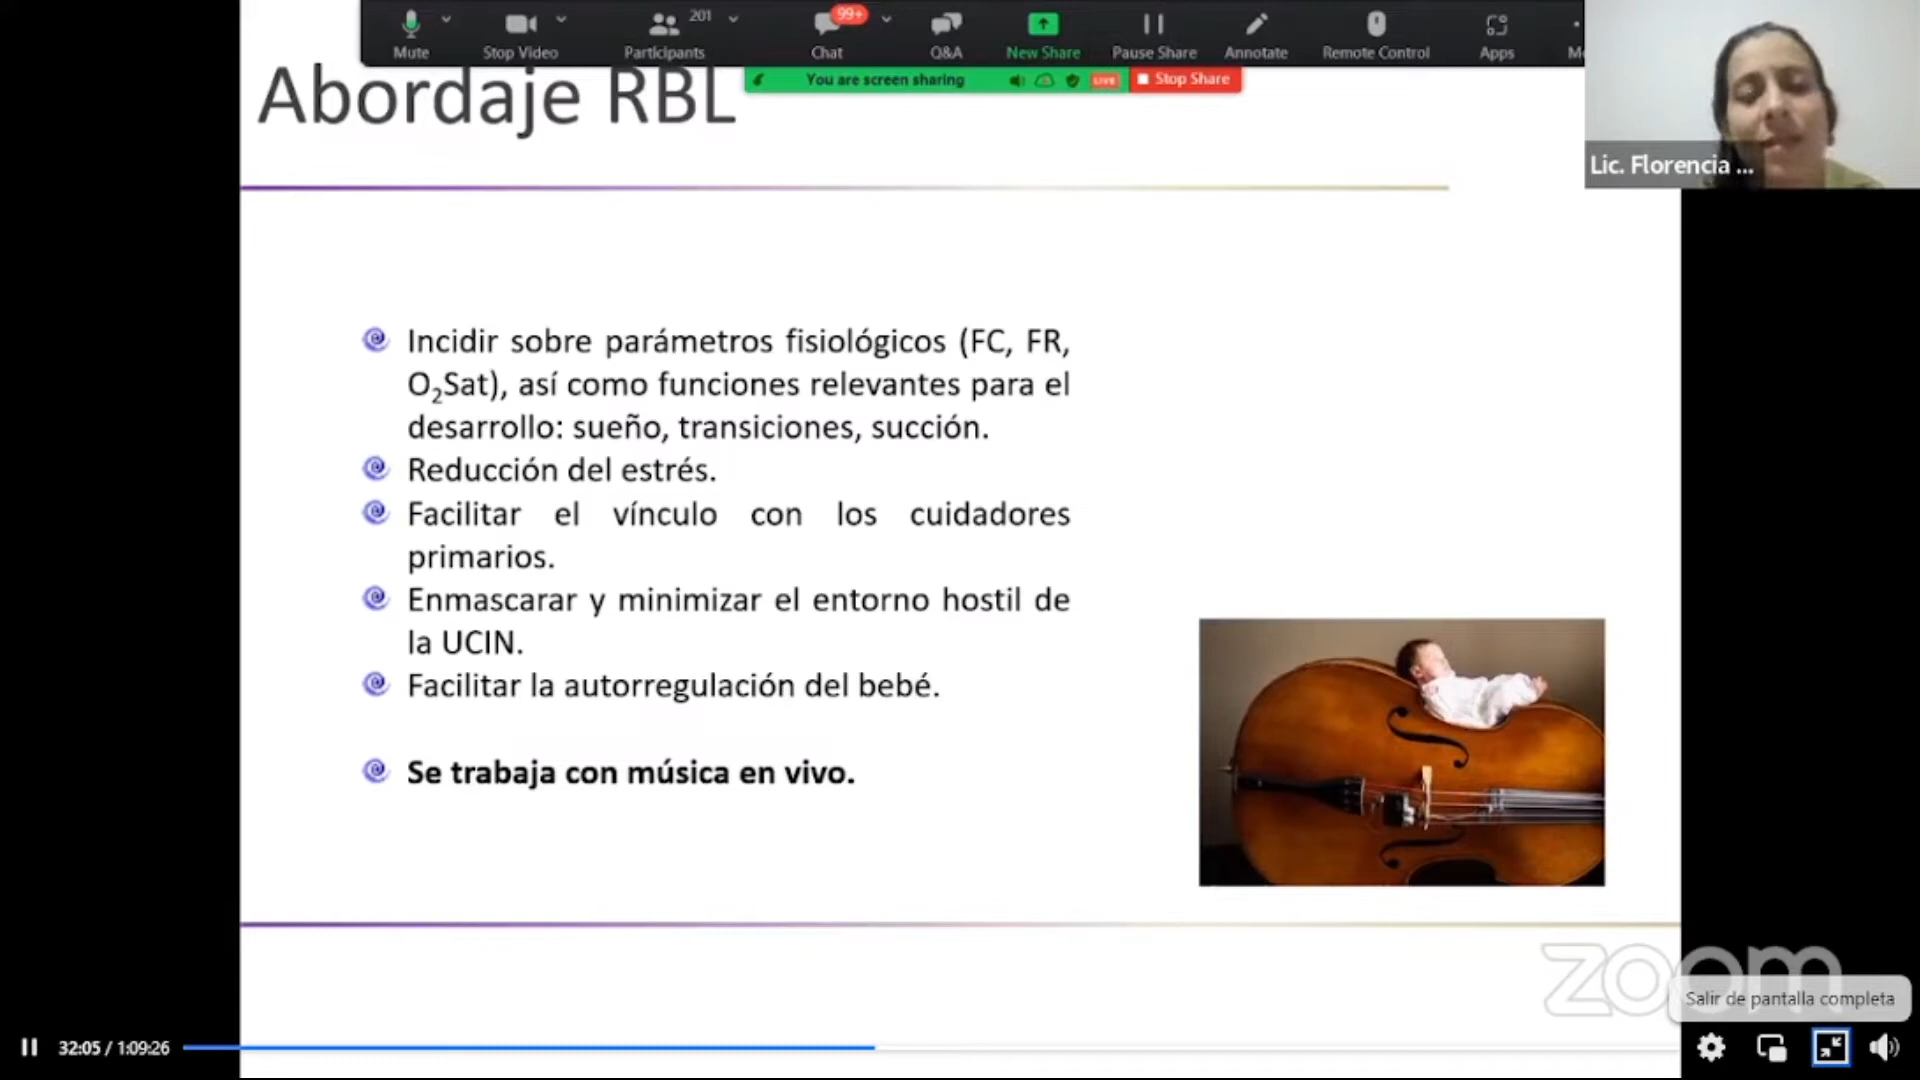 Mute
Stop Video
201
Participants
99+
Chat
Q&A
New Share
Pause Share
Annotate
Remote Control
Apps
You are screen sharing
LIVE
Stop Share
Lic. Florencia ...
Abordaje RBL
Incidir sobre parámetros fisiológicos (FC, FR,
O₂Sat), así como funciones relevantes para el
desarrollo: sueño, transiciones, succión.
Reducción del estrés.
Facilitar el vínculo con los cuidadores
primarios.
Enmascarar y minimizar el entorno hostil de
la UCIN.
Facilitar la autorregulación del bebé.
Se trabaja con música en vivo.
zoom
Salir de pantalla completa
32:05 / 1:09:26